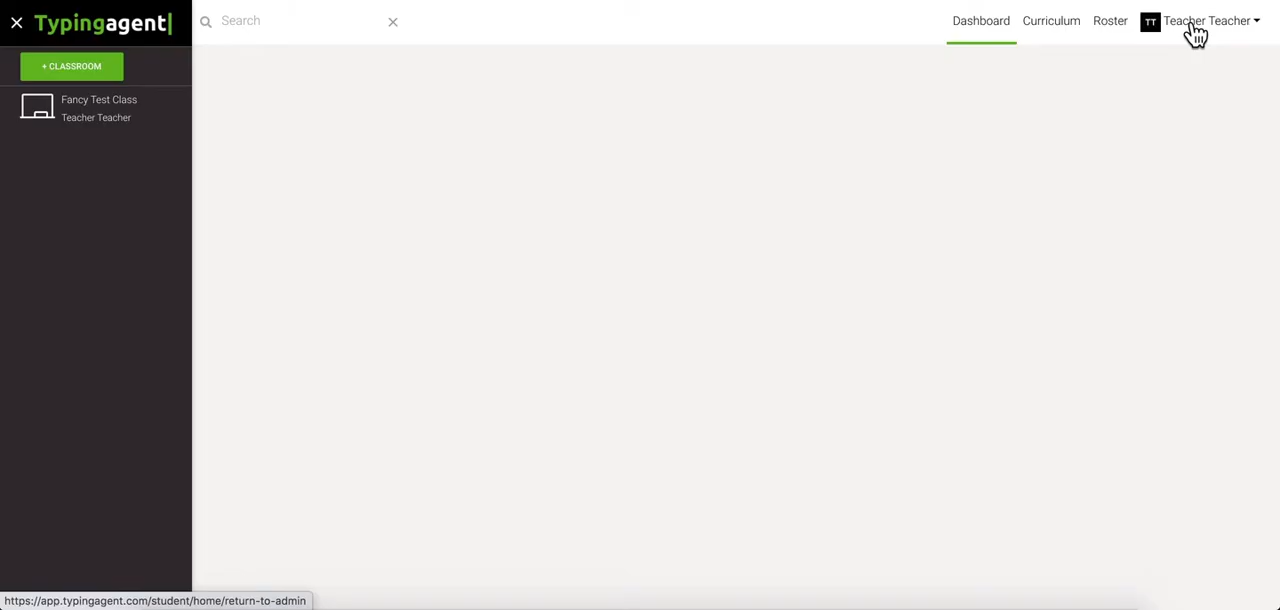 Typingagent|
Search
Dashboard Curriculum Roster TT Teacher Teacher
+ CLASSROOM
Fancy Test Class
Teacher Teacher
https://app.typingagent.com/student/home/return-to-admin